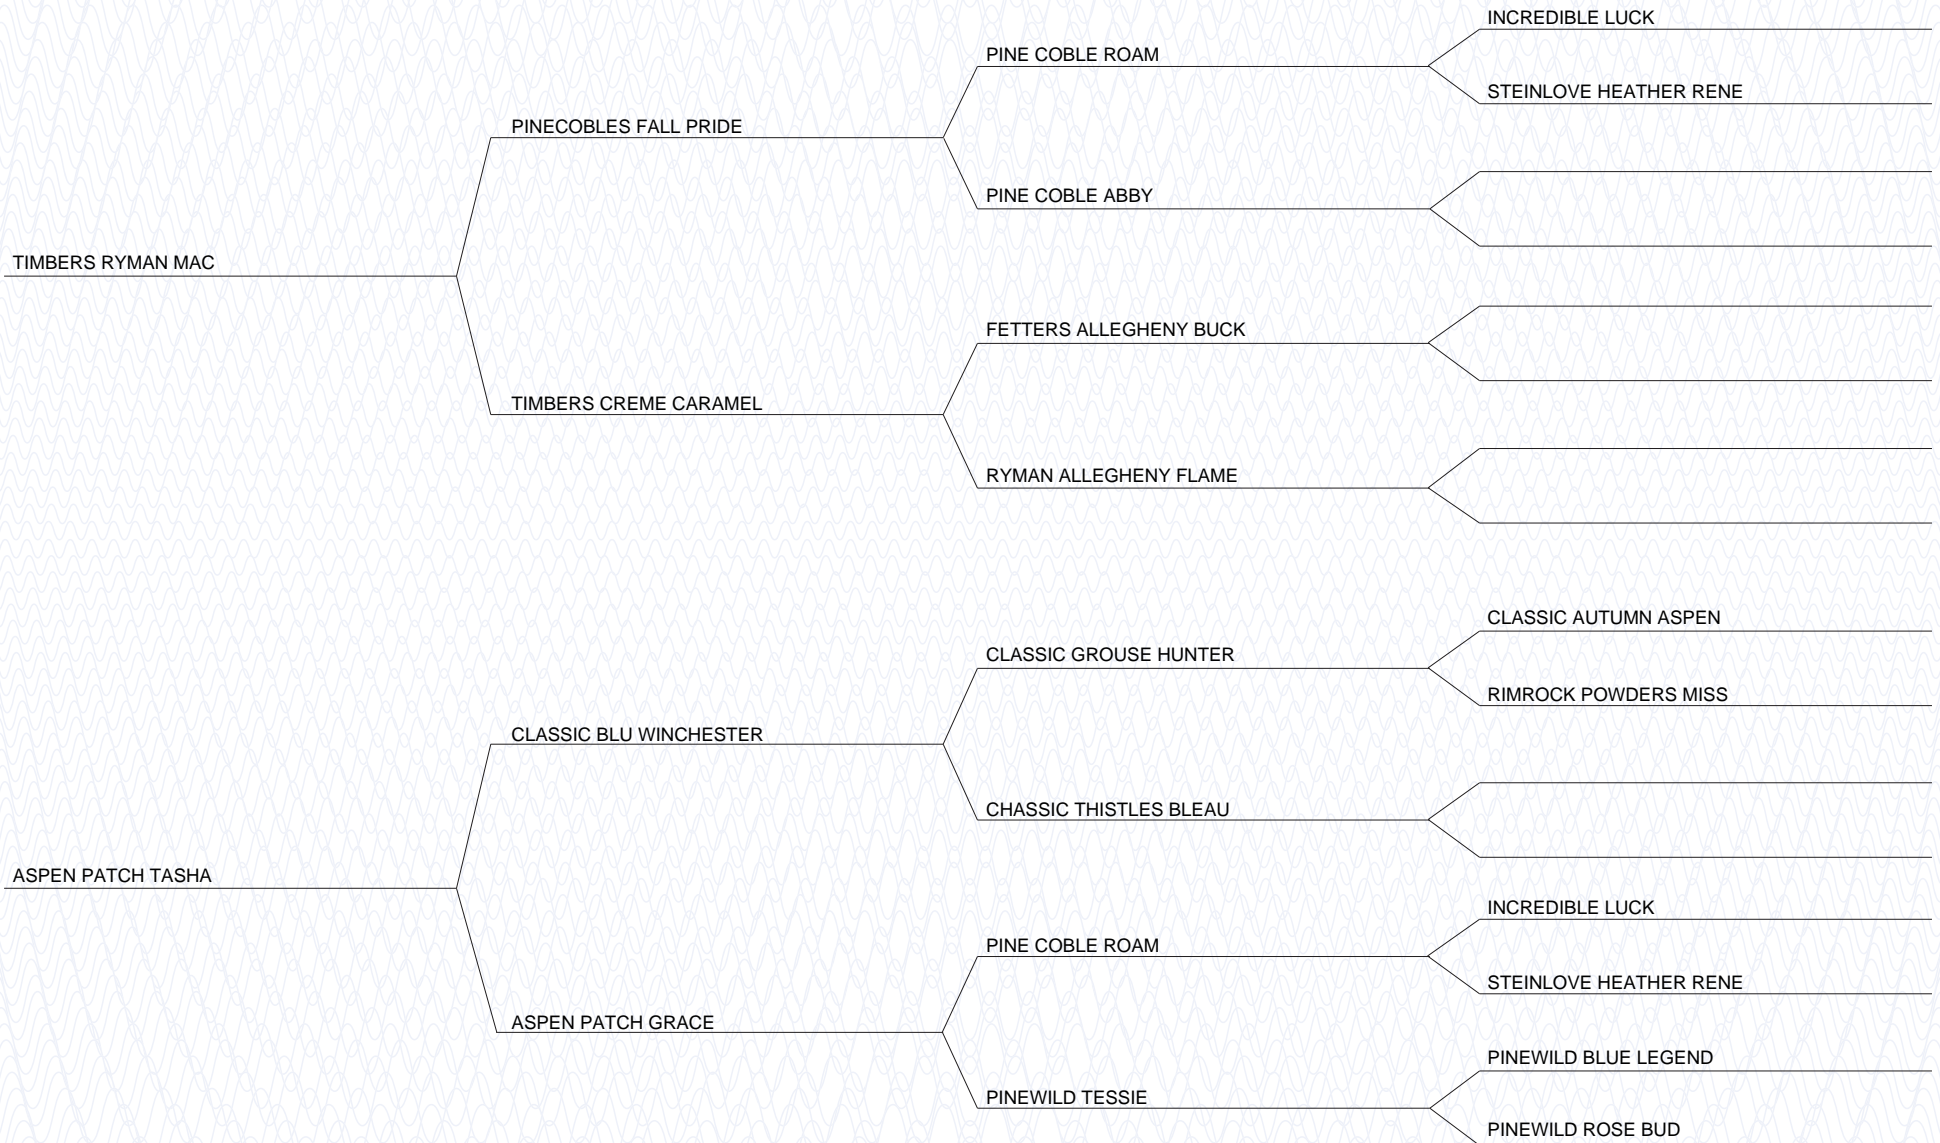 INCREDIBLE LUCK
PINE COBLE ROAM
STEINLOVE HEATHER RENE
PINECOBLES FALL PRIDE
PINE COBLE ABBY
TIMBERS RYMAN MAC
FETTERS ALLEGHENY BUCK
TIMBERS CREME CARAMEL
RYMAN ALLEGHENY FLAME
CLASSIC AUTUMN ASPEN
CLASSIC GROUSE HUNTER
RIMROCK POWDERS MISS
CLASSIC BLU WINCHESTER
CHASSIC THISTLES BLEAU
ASPEN PATCH TASHA
INCREDIBLE LUCK
PINE COBLE ROAM
STEINLOVE HEATHER RENE
ASPEN PATCH GRACE
PINEWILD BLUE LEGEND
PINEWILD TESSIE
PINEWILD ROSE BUD